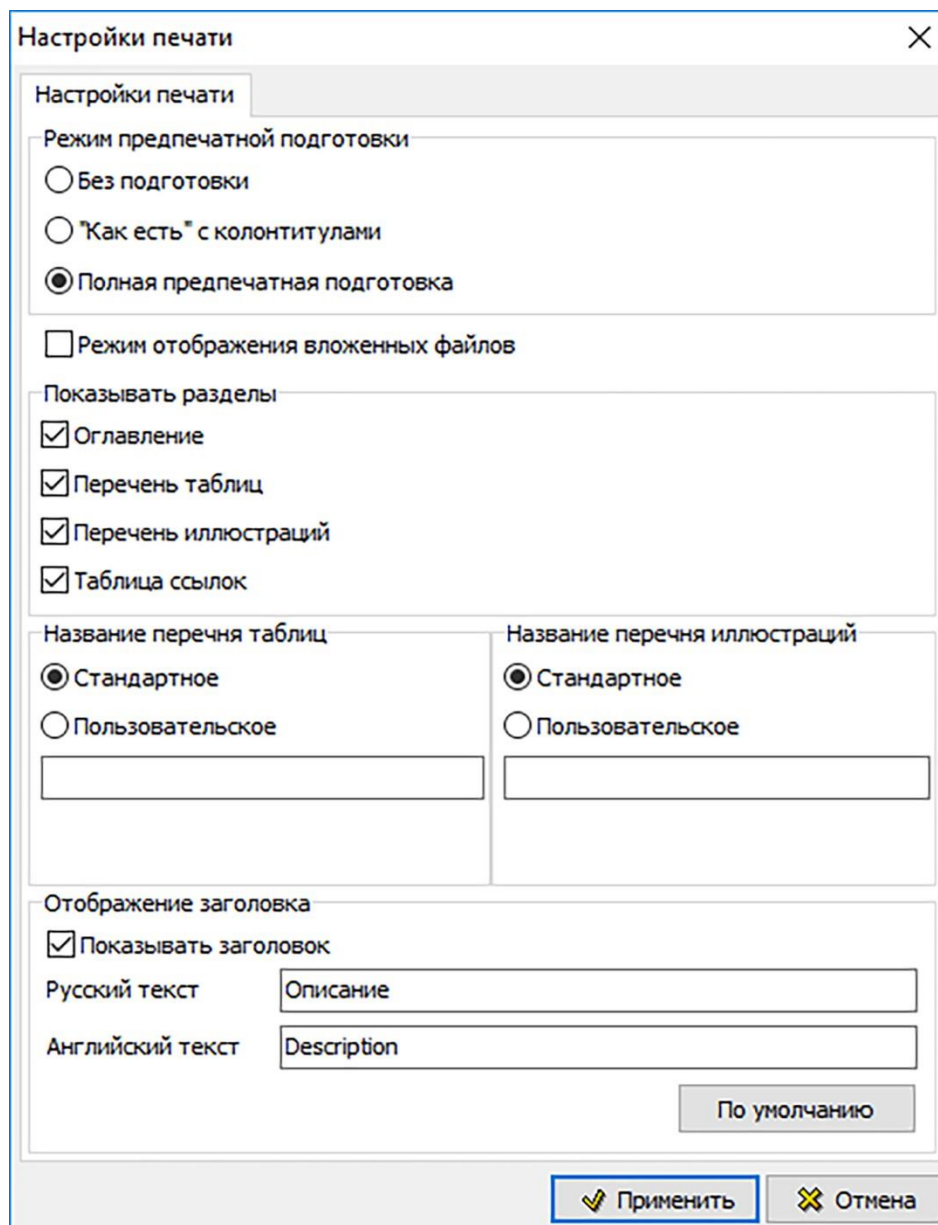 Настройки печати
Настройки печати
Режим предпечатной подготовки
Без подготовки
"Как есть" с колонтитулами
Полная предпечатная подготовка
Режим отображения вложенных файлов
Показывать разделы
Оглавление
Перечень таблиц
Перечень иллюстраций
Таблица ссылок
Название перечня таблиц
Стандартное
Пользовательское
Название перечня иллюстраций
Стандартное
Пользовательское
Отображение заголовка
Показывать заголовок
Русский текст Описание
Английский текст Description
По умолчанию
Применить Отмена